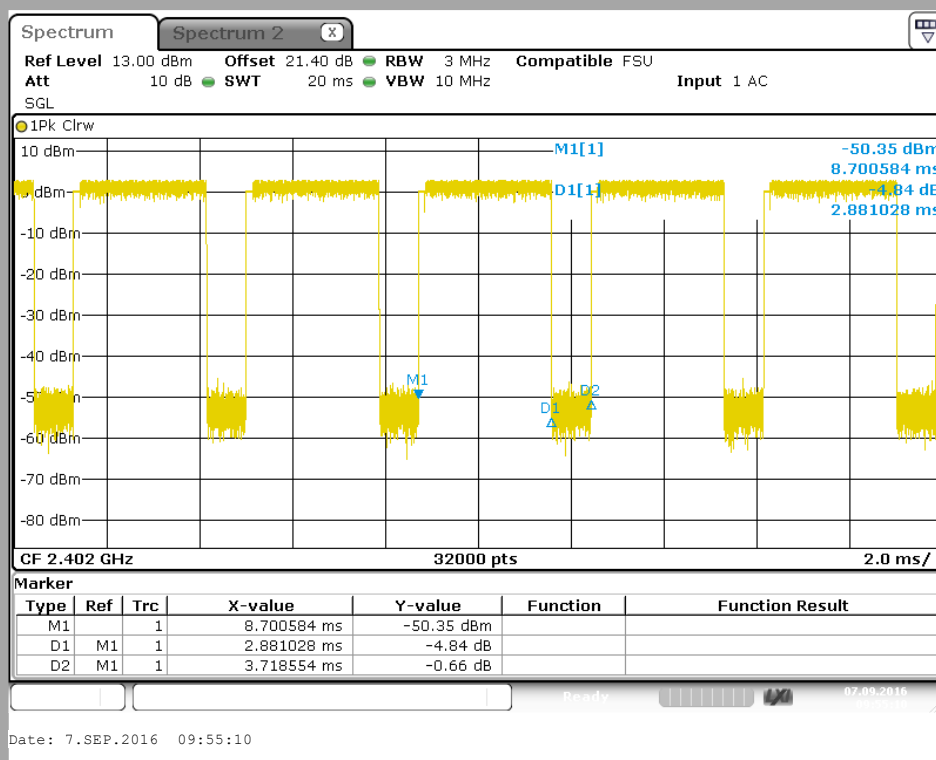 Spectrum Spectrum 2 X
Ref Level 13.00 dBm Offset 21.40 dB RBW 3 MHz Compatible FSU
Att 10 dB SWT 20 ms VBW 10 MHz Input 1 AC
SGL
1Pk Clrw
10 dBm M1[1] -50.35 dBm
8.700584 ms
dBm D1[1] -4.84 dB
2.881028 ms
-10 dBm
-20 dBm
-30 dBm
-40 dBm
M1
D2
D1
-60 dBm
-70 dBm
-80 dBm
CF 2.402 GHz 32000 pts 2.0 ms/
Marker
Type Ref Trc X-value Y-value Function Function Result
M1 1 8.700584 ms -50.35 dBm
D1 M1 1 2.881028 ms -4.84 dB
D2 M1 1 3.718554 ms -0.66 dB
Ready LXI 07.09.2016
Date: 7.SEP.2016 09:55:10